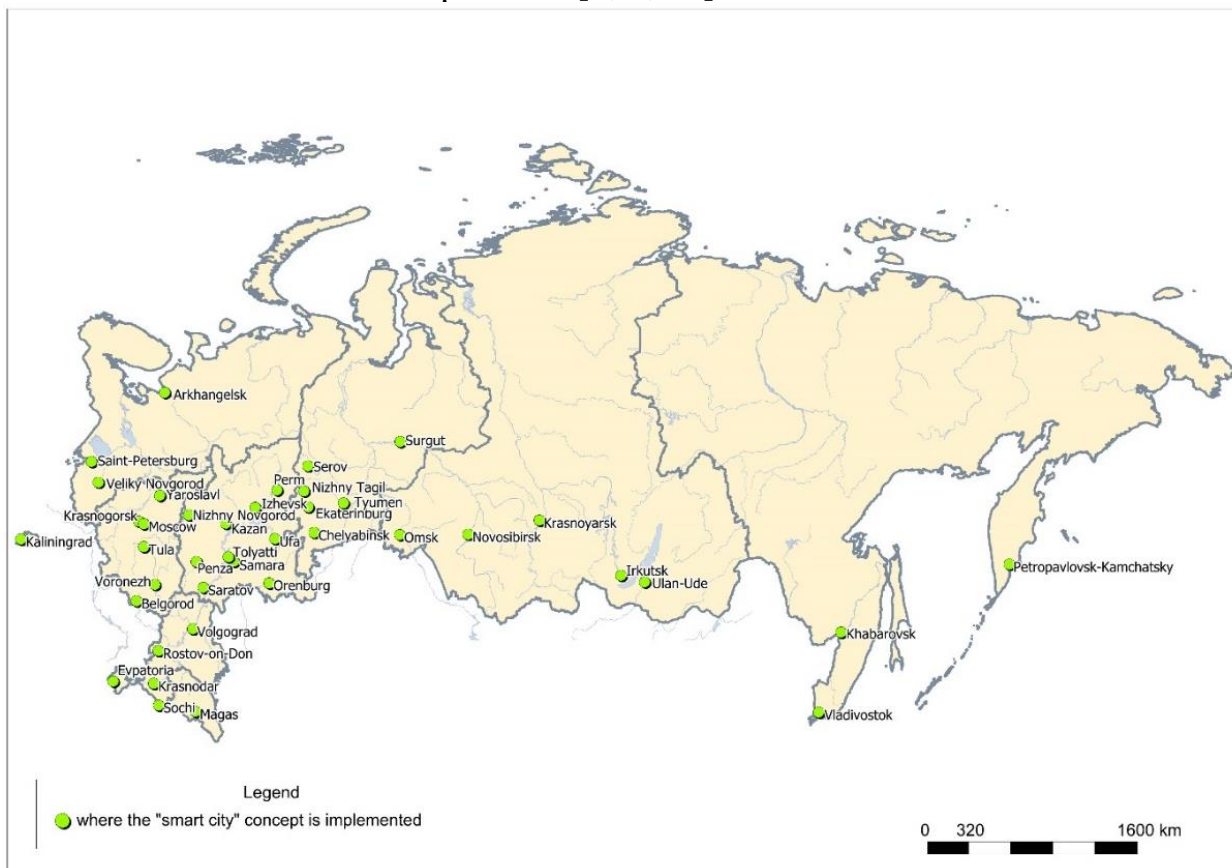 Arkhangelsk
Surgut
Saint-Petersburg
Serov
Veliky Novgorod
Perm
Nizhny Tagil
Yaroslavl
Izhevsk
Tyumen
Nizhny Novgorod
Ekaterinburg
Krasnogorsk
Moscow
Kazan
Krasnoyarsk
Kaliningrad
Ufa
Chelyabinsk
Omsk
Novosibirsk
Tula
Tolyatti
Penza
Samara
Irkutsk
Petropavlovsk-Kamchatsky
Voronezh
Saratov
Orenburg
Ulan-Ude
Belgorod
Volgograd
Khabarovsk
Rostov-on-Don
Evpatoria
Krasnodar
Sochi
Magas
Vladivostok
Legend
where the "smart city" concept is implemented
0 320 1600 km